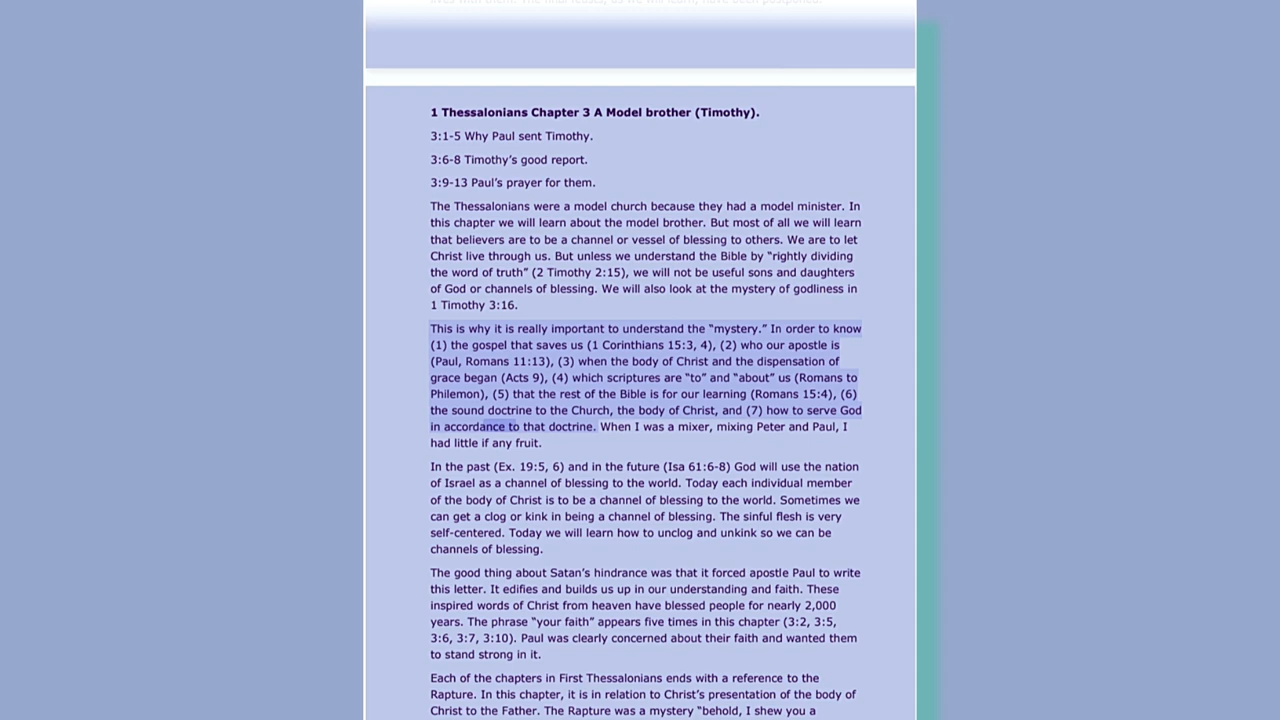 1 Thessalonians Chapter 3 A Model brother (Timothy).
3:1-5 Why Paul sent Timothy.
3:6-8 Timothy’s good report.
3:9-13 Paul’s prayer for them.
The Thessalonians were a model church because they had a model minister. In
this chapter we will learn about the model brother. But most of all we will learn
that believers are to be a channel or vessel of blessing to others. We are to let
Christ live through us. But unless we understand the Bible by “rightly dividing
the word of truth” (2 Timothy 2:15), we will not be useful sons and daughters
of God or channels of blessing. We will also look at the mystery of godliness in
1 Timothy 3:16.
This is why it is really important to understand the “mystery.” In order to know
(1) the gospel that saves us (1 Corinthians 15:3, 4), (2) who our apostle is
(Paul, Romans 11:13), (3) when the body of Christ and the dispensation of
grace began (Acts 9), (4) which scriptures are “to” and “about” us (Romans to
Philemon), (5) that the rest of the Bible is for our learning (Romans 15:4), (6)
the sound doctrine to the Church, the body of Christ, and (7) how to serve God
in accordance to that doctrine. When I was a mixer, mixing Peter and Paul, I
had little if any fruit.
In the past (Ex. 19:5, 6) and in the future (Isa 61:6-8) God will use the nation
of Israel as a channel of blessing to the world. Today each individual member
of the body of Christ is to be a channel of blessing to the world. Sometimes we
can get a clog or kink in being a channel of blessing. The sinful flesh is very
self-centered. Today we will learn how to unclog and unkink so we can be
channels of blessing.
The good thing about Satan’s hindrance was that it forced apostle Paul to write
this letter. It edifies and builds us up in our understanding and faith. These
inspired words of Christ from heaven have blessed people for nearly 2,000
years. The phrase “your faith” appears five times in this chapter (3:2, 3:5,
3:6, 3:7, 3:10). Paul was clearly concerned about their faith and wanted them
to stand strong in it.
Each of the chapters in First Thessalonians ends with a reference to the
Rapture. In this chapter, it is in relation to Christ’s presentation of the body of
Christ to the Father. The Rapture was a mystery “behold, I shew you a